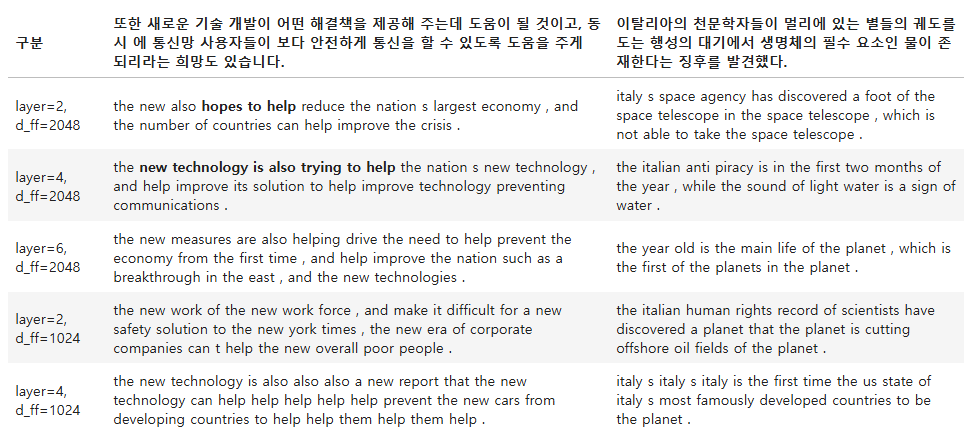 구분
또한 새로운 기술 개발이 어떤 해결책을 제공해 주는데 도움이 될 것이고, 동
시 에 통신망 사용자들이 보다 안전하게 통신을 할 수 있도록 도움을 주게
되리라는 희망도 있습니다.
이탈리아의 천문학자들이 멀리에 있는 별들의 궤도를
도는 행성의 대기에서 생명체의 필수 요소인 물이 존
재한다는 징후를 발견했다.
layer=2,
d_ff=2048
the new also hopes to help reduce the nation s largest economy , and
the number of countries can help improve the crisis .
italy s space agency has discovered a foot of the
space telescope in the space telescope , which is
not able to take the space telescope .
layer=4,
d_ff=2048
the new technology is also trying to help the nation s new technology ,
and help improve its solution to help improve technology preventing
communications .
the italian anti piracy is in the first two months of
the year , while the sound of light water is a sign of
water .
layer=6,
d_ff=2048
the new measures are also helping drive the need to help prevent the
economy from the first time , and help improve the nation such as a
breakthrough in the east , and the new technologies .
the year old is the main life of the planet , which is
the first of the planets in the planet .
layer=2,
d_ff=1024
the new work of the new work force , and make it difficult for a new
safety solution to the new york times , the new era of corporate
companies can t help the new overall poor people .
the italian human rights record of scientists have
discovered a planet that the planet is cutting
offshore oil fields of the planet .
layer=4,
d_ff=1024
the new technology is also also also a new report that the new
technology can help help help help help prevent the new cars from
developing countries to help help them help them help .
italy s italy s italy is the first time the us state of
italy s most famously developed countries to be
the planet .